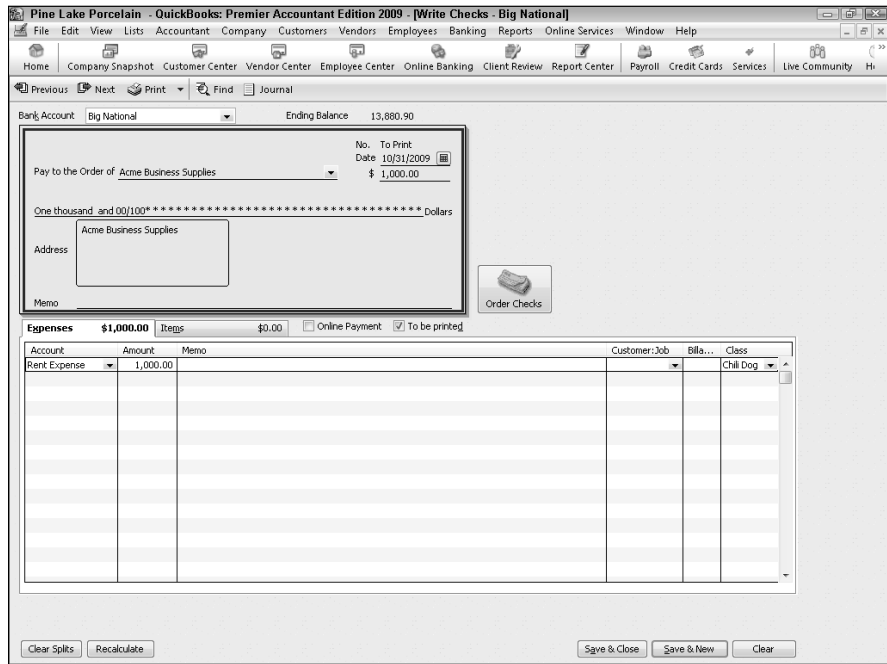 Pine Lake Porcelain - QuickBooks: Premier Accountant Edition 2009 - [Write Checks - Big National]
File Edit View Lists Accountant Company Customers Vendors Employees Banking Reports Online Services Window Help
Home Company Snapshot Customer Center Vendor Center Employee Center Online Banking Client Review Report Center Payroll Credit Cards Services Live Community
Previous Next Print Find Journal
Bank Account Big National Ending Balance 13,880.90
No. To Print
Date 10/31/2009
Pay to the Order of Acme Business Supplies $ 1,000.00
One thousand and 00/100* * * * * * * * * * * * * * * * * * * * * * * * * * * * * * * * * * * * * Dollars
Acme Business Supplies
Address
Memo
Order Checks
Expenses $1,000.00 Items $0.00 Online Payment To be printed
Account Amount Memo Customer:Job Billa... Class
Rent Expense 1,000.00 Chili Dog
Clear Splits Recalculate Save & Close Save & New Clear